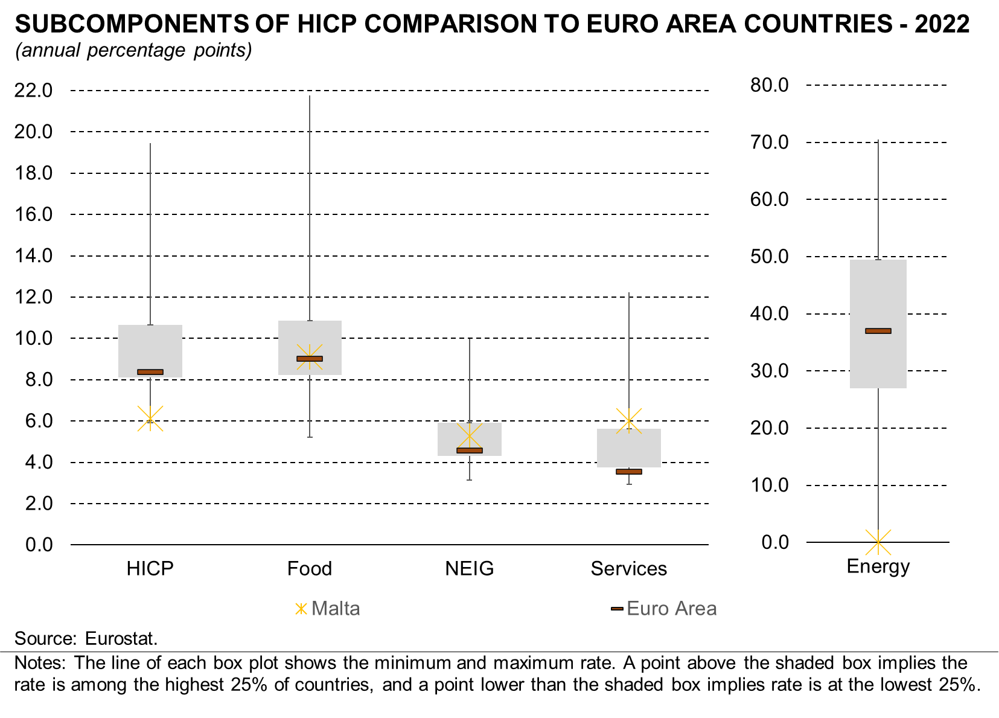 SUBCOMPONENTS OF HICP COMPARISON TO EURO AREA COUNTRIES - 2022
(annual percentage points)
22.0
20.0
18.0
16.0
14.0
12.0
10.0
8.0
6.0
4.0
2.0
0.0
HICP
Food
NEIG
Services
80.0
70.0
60.0
50.0
40.0
30.0
20.0
10.0
0.0
Energy
Malta
Euro Area
Source: Eurostat.
Notes: The line of each box plot shows the minimum and maximum rate. A point above the shaded box implies the
rate is among the highest 25% of countries, and a point lower than the shaded box implies rate is at the lowest 25%.